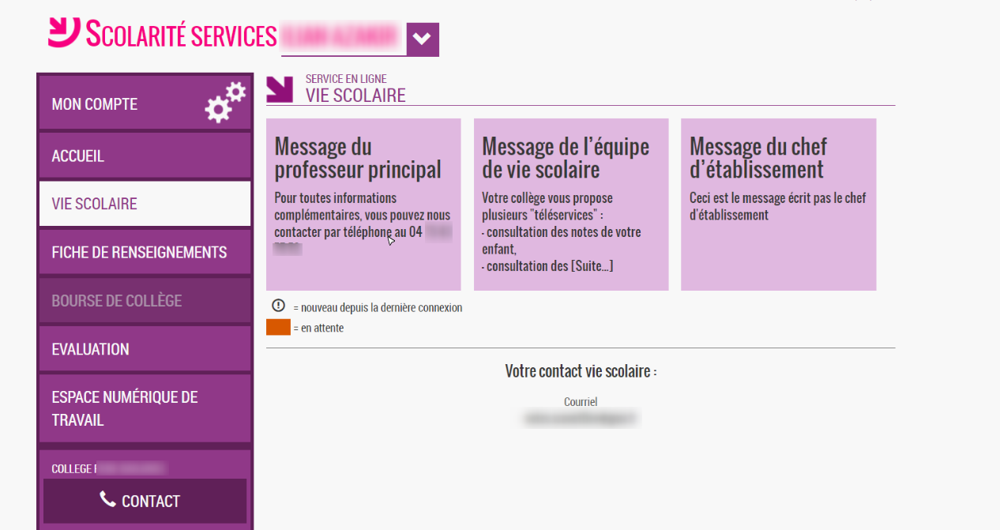 SCOLARITÉ SERVICES
MON COMPTE
ACCUEIL
VIE SCOLAIRE
FICHE DE RENSEIGNEMENTS
BOURSE DE COLLÈGE
EVALUATION
ESPACE NUMÉRIQUE DE
TRAVAIL
COLLEGE
CONTACT
SERVICE EN LIGNE
VIE SCOLAIRE
Message du
professeur principal
Pour toutes informations
complémentaires, vous pouvez nous
contacter par téléphone au 04
Message de l'équipe
de vie scolaire
Votre collège vous propose
plusieurs "téléservices" :
- consultation des notes de votre
enfant,
- consultation des [Suite...]
Message du chef
d'établissement
Ceci est le message écrit pas le chef
d'établissement
= nouveau depuis la dernière connexion
= en attente
Votre contact vie scolaire :
Courriel